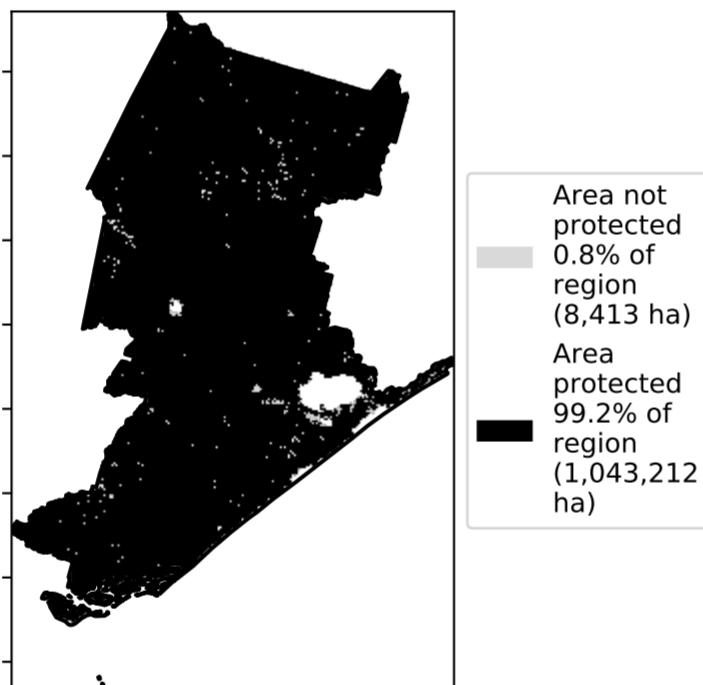 Area not
protected
0.8% of
region
(8,413 ha)
Area
protected
99.2% of
region
(1,043,212
ha)